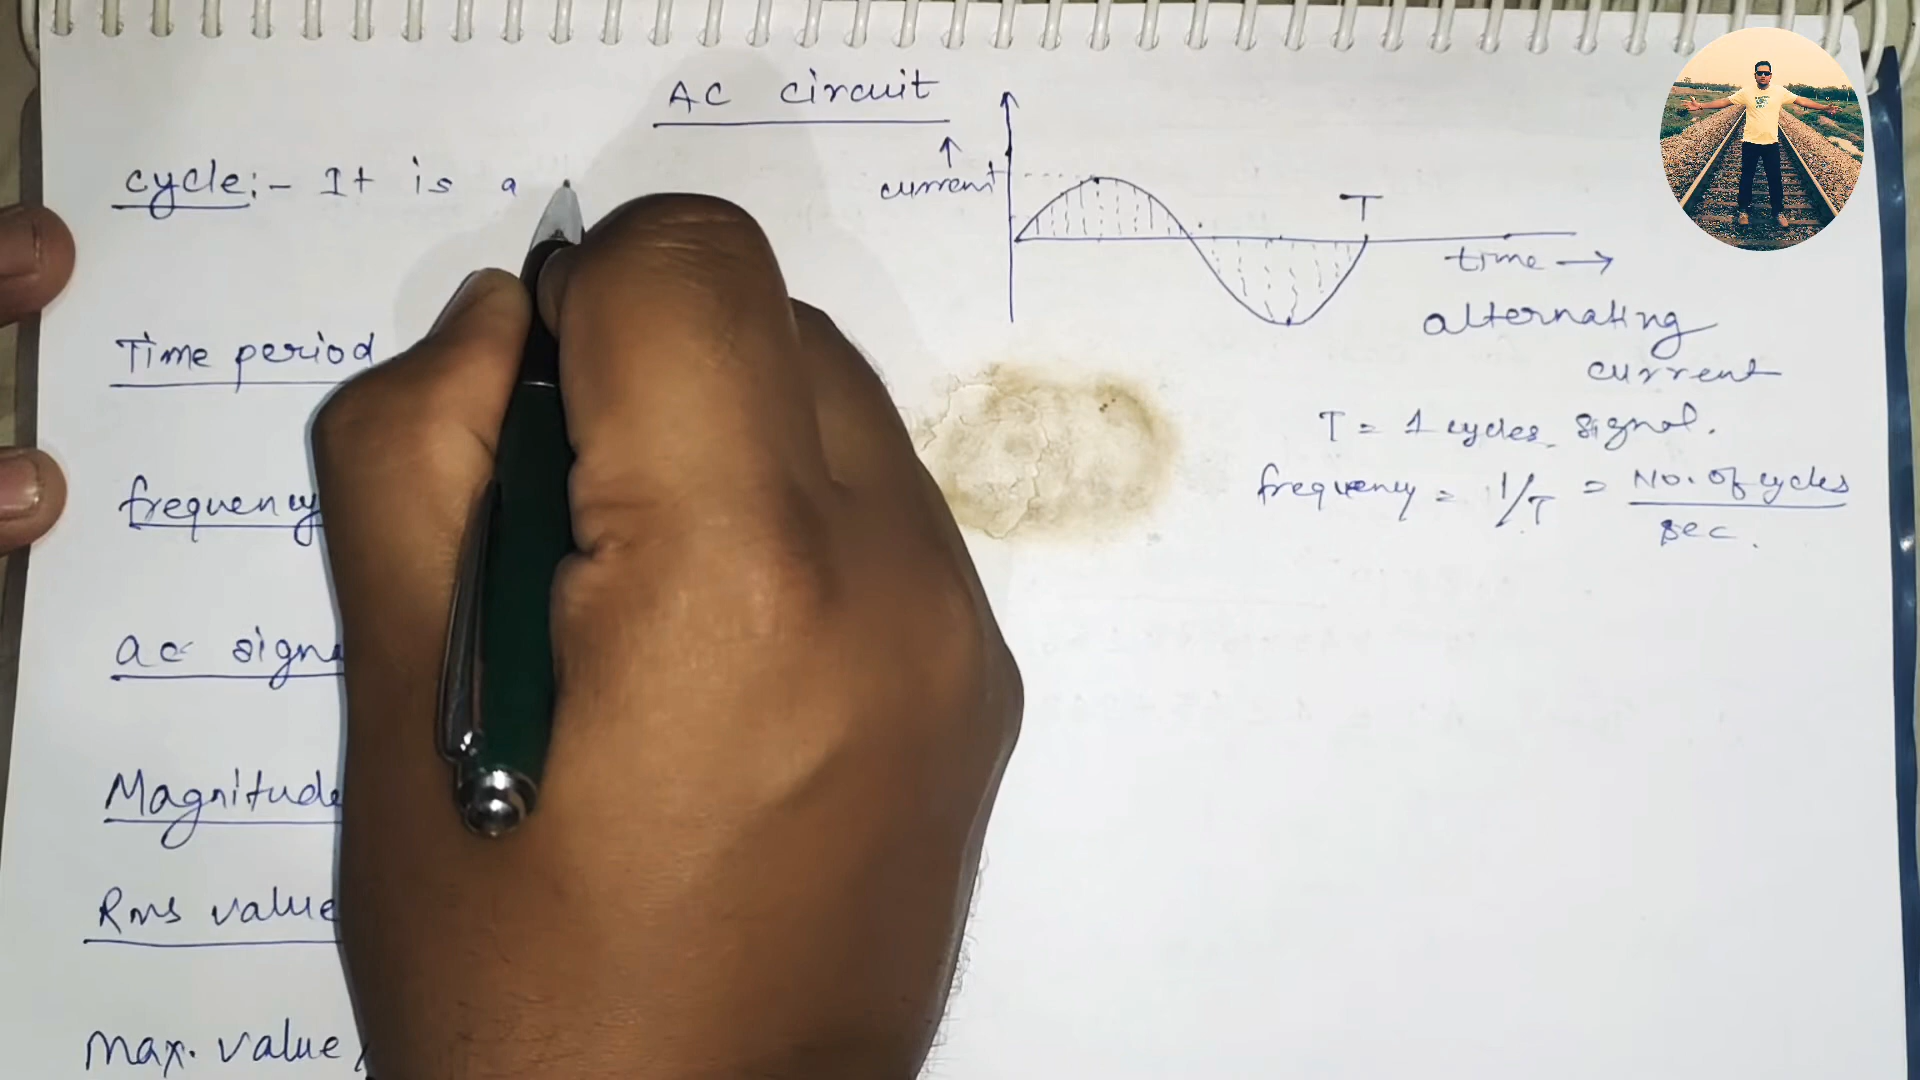 AC circuit
cycle:- It is a
↑
current
T
time →
alternating
current
Time period
T = 1 cycles signal.
frequency = 1/T = No. of cycles
sec.
frequency
ac signa
Magnitude
Rms value
Max. value